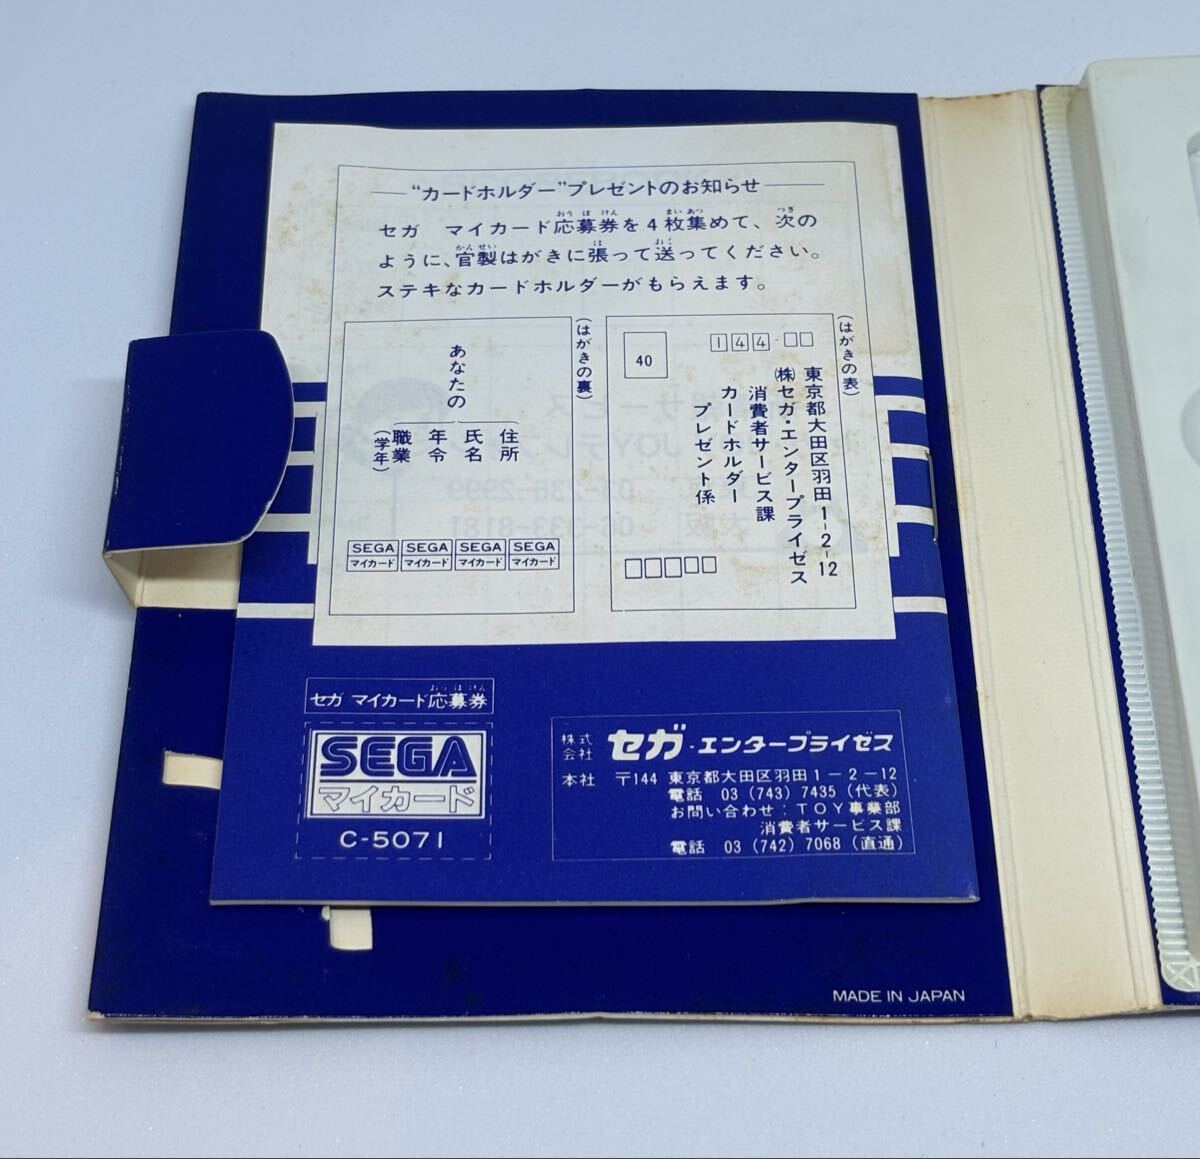 “カードホルダー”プレゼントのお知らせ
セガ マイカード応募券を4枚集めて、次の
ように、官製はがきに張って送ってください。
ステキなカードホルダーがもらえます。
(はがきの表)
40
144-□□
東京都大田区羽田1-2-12
㈱セガ・エンタープライゼス
消費者サービス課
カードホルダー
プレゼント係
(はがきの裏)
あなたの
住所
氏名
年令
職業
(学年)
SEGA SEGA SEGA SEGA
マイカード マイカード マイカード マイカード
セガ マイカード応募券
SEGA
マイカード
C-5071
株式会社 セガ・エンタープライゼス
本社 〒144 東京都大田区羽田1-2-12
電話 03(743)7435(代表)
お問い合わせ:TOY事業部
消費者サービス課
電話 03(742)7068(直通)
MADE IN JAPAN